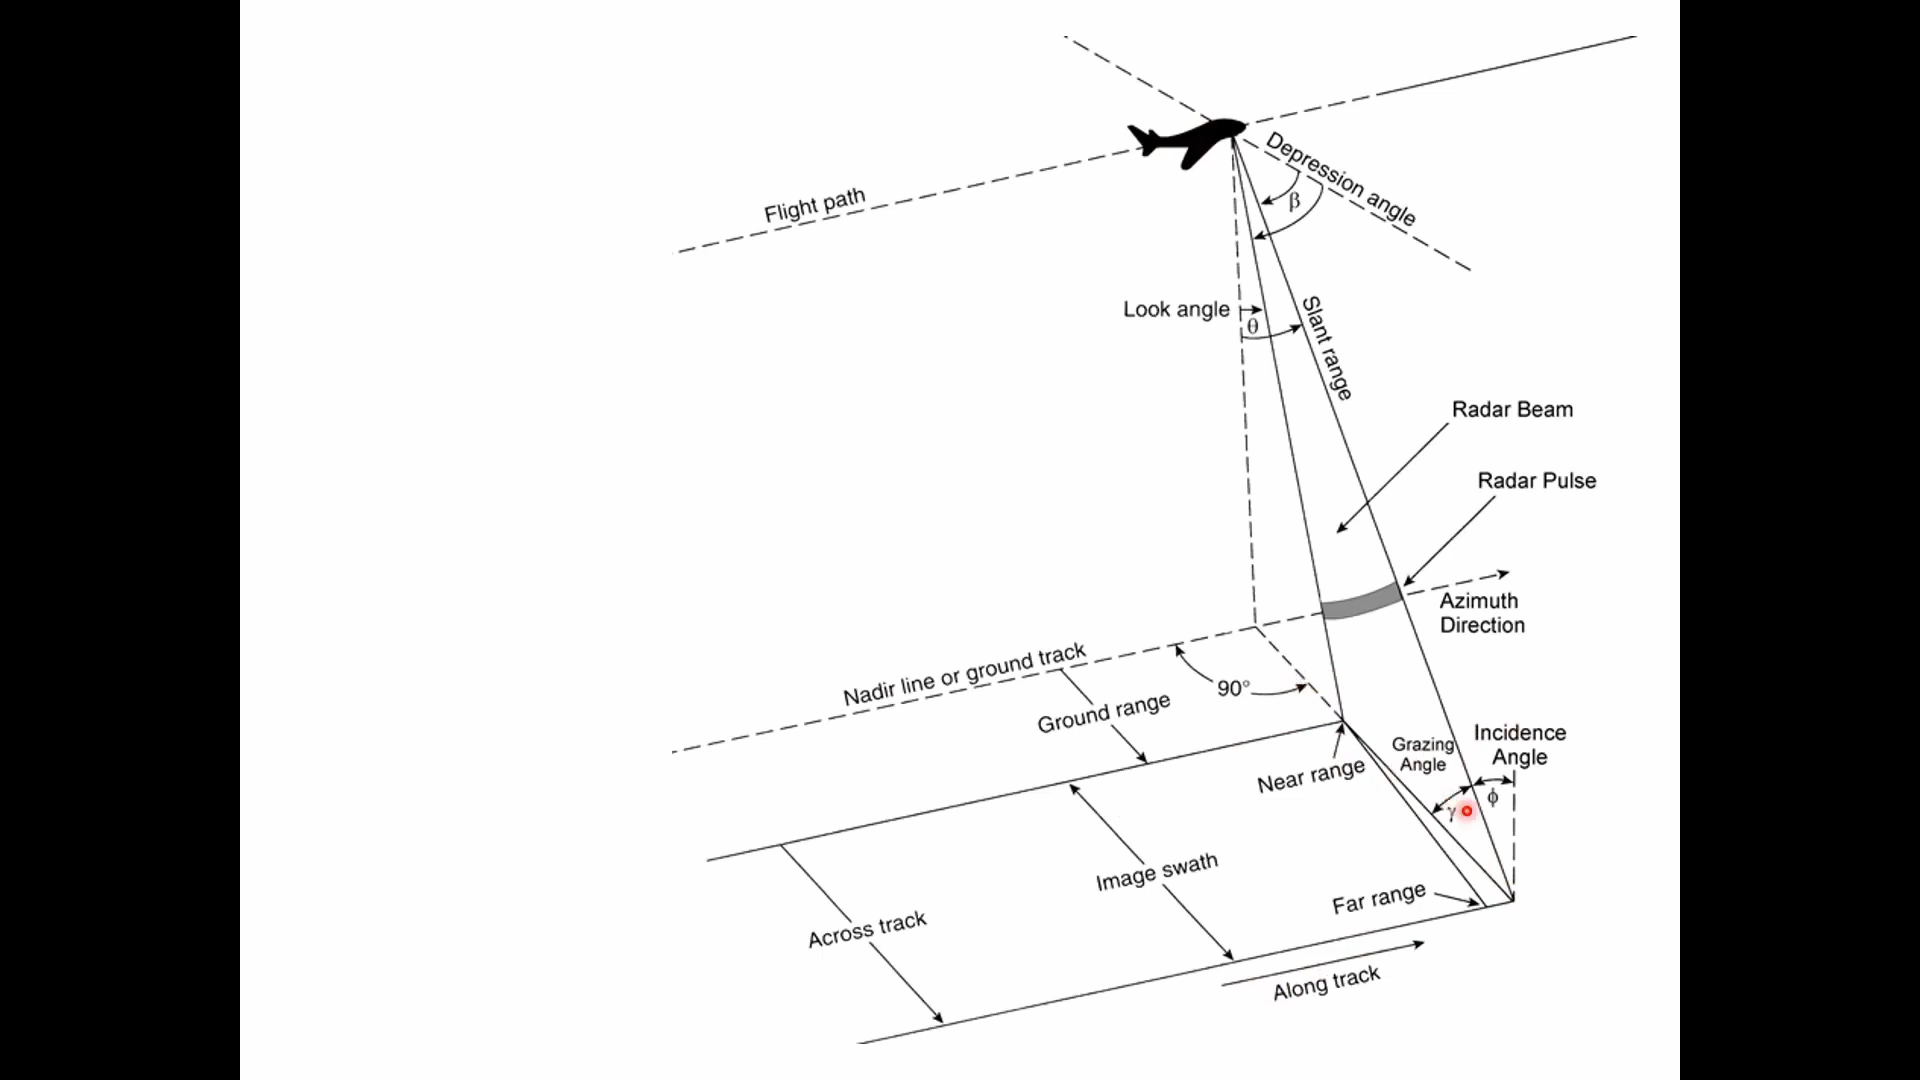 Depression angle
β
Flight path
Look angle
θ
Slant range
Radar Beam
Radar Pulse
Azimuth
Direction
Nadir line or ground track
90°
Ground range
Near range
Grazing
Angle
Incidence
Angle
γ
ϕ
Image swath
Far range
Across track
Along track